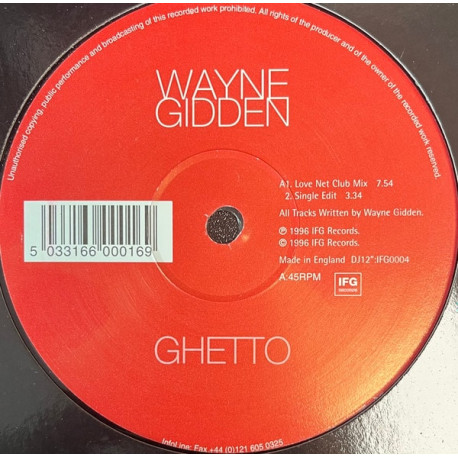 Unauthorised copying, public performance and broadcasting of this recorded work prohibited. All rights of the producer and of the owner of the recorded work reserved.
WAYNE
GIDDEN
A1. Love Net Club Mix 7.54
2. Single Edit 3.34
All Tracks Written by Wayne Gidden.
℗ 1996 IFG Records.
© 1996 IFG Records.
Made in England DJ12":IFG0004
A:45RPM
IFG
5 033166 000169
GHETTO
InfoLine: Fax +44 (0)121 605 0325